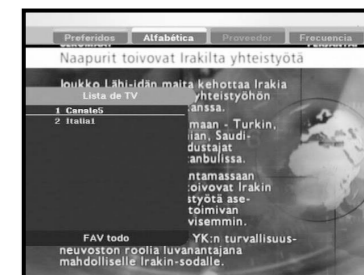 Preferidos Alfabética Proveedor Frecuencia
Naapurit toivovat Irakilta yhteistyötä
Joukko Lähi-idän maita kehottaa Irakia
Lista de TV
yhteistyöhön
anssa.
1 Canale5
maan - Turkin,
2 Italia1
ian, Saudi-
dustajat
anbulissa.
ntamassaan
toivovat Irakin
styötä ase-
toimivan
visemmin.
FAV todo
YK:n turvallisuus-
neuvoston roolia luvanantajana
mahdolliselle Irakin-sodalle.